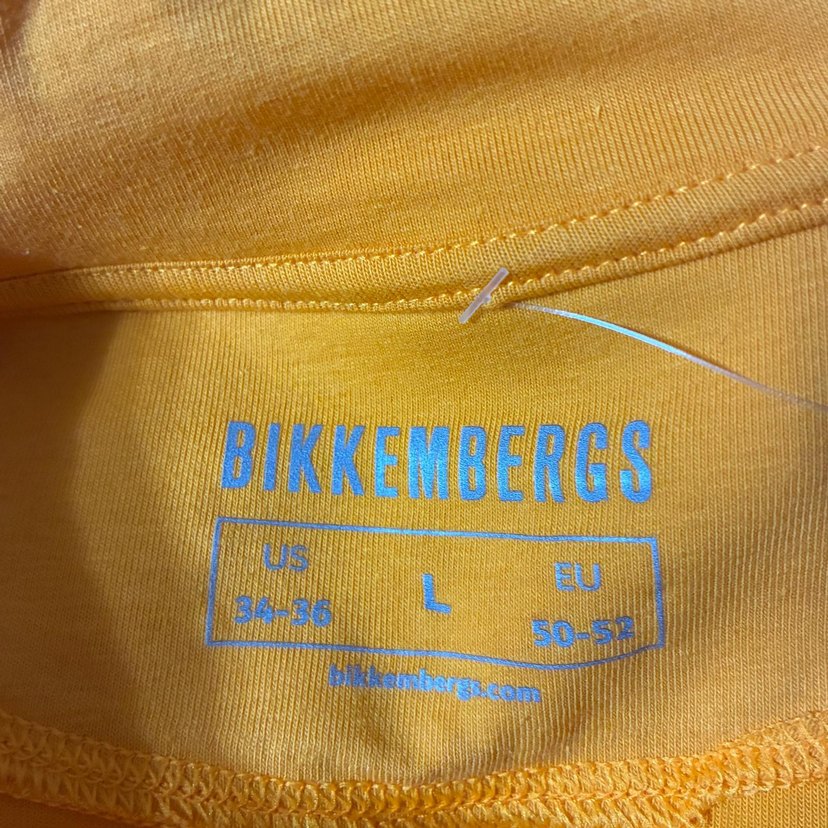 BIKKEMBERGS
US L EU
34-36 50-52
bikkembergs.com